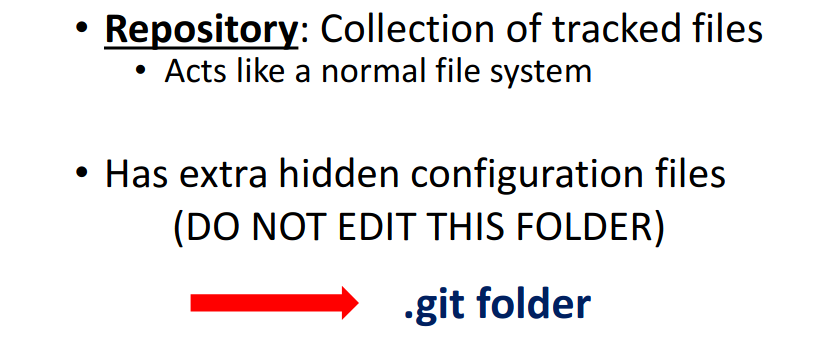 • Repository: Collection of tracked files
• Acts like a normal file system
• Has extra hidden configuration files
(DO NOT EDIT THIS FOLDER)
.git folder